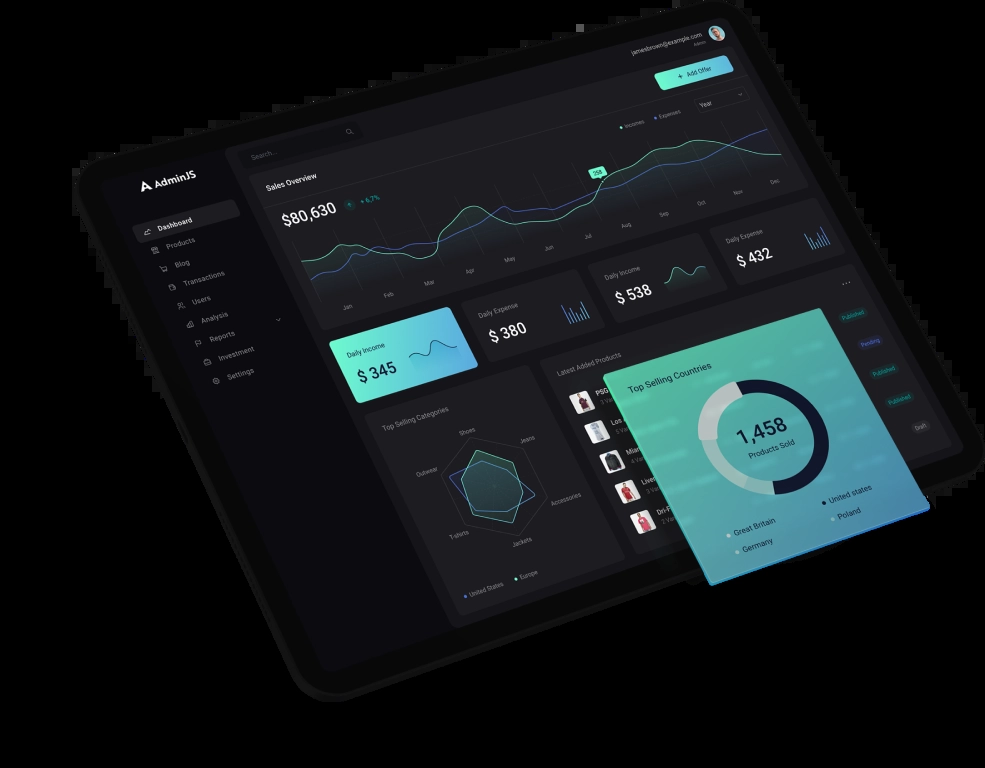 jamesbrown@example.com
Admin
+ Add Offer
Search...
AdminJS
Dashboard
Products
Blog
Transactions
Users
Analysis
Reports
Investment
Settings
Sales Overview
$80,630
+ 6,7%
Incomes
Expenses
Year
258
Jan
Feb
Mar
Apr
May
Jun
Jul
Aug
Sep
Oct
Nov
Dec
Daily Income
$ 345
Daily Expense
$ 380
Daily Income
$ 538
Daily Expense
$ 432
Top Selling Categories
Shoes
Jeans
Accessories
Jackets
T-shirts
Outwear
United States
Europe
Latest Added Products
PSG
Los
Published
Pending
Published
Published
Draft
Top Selling Countries
1,458
Products Sold
Great Britain
United states
Germany
Poland